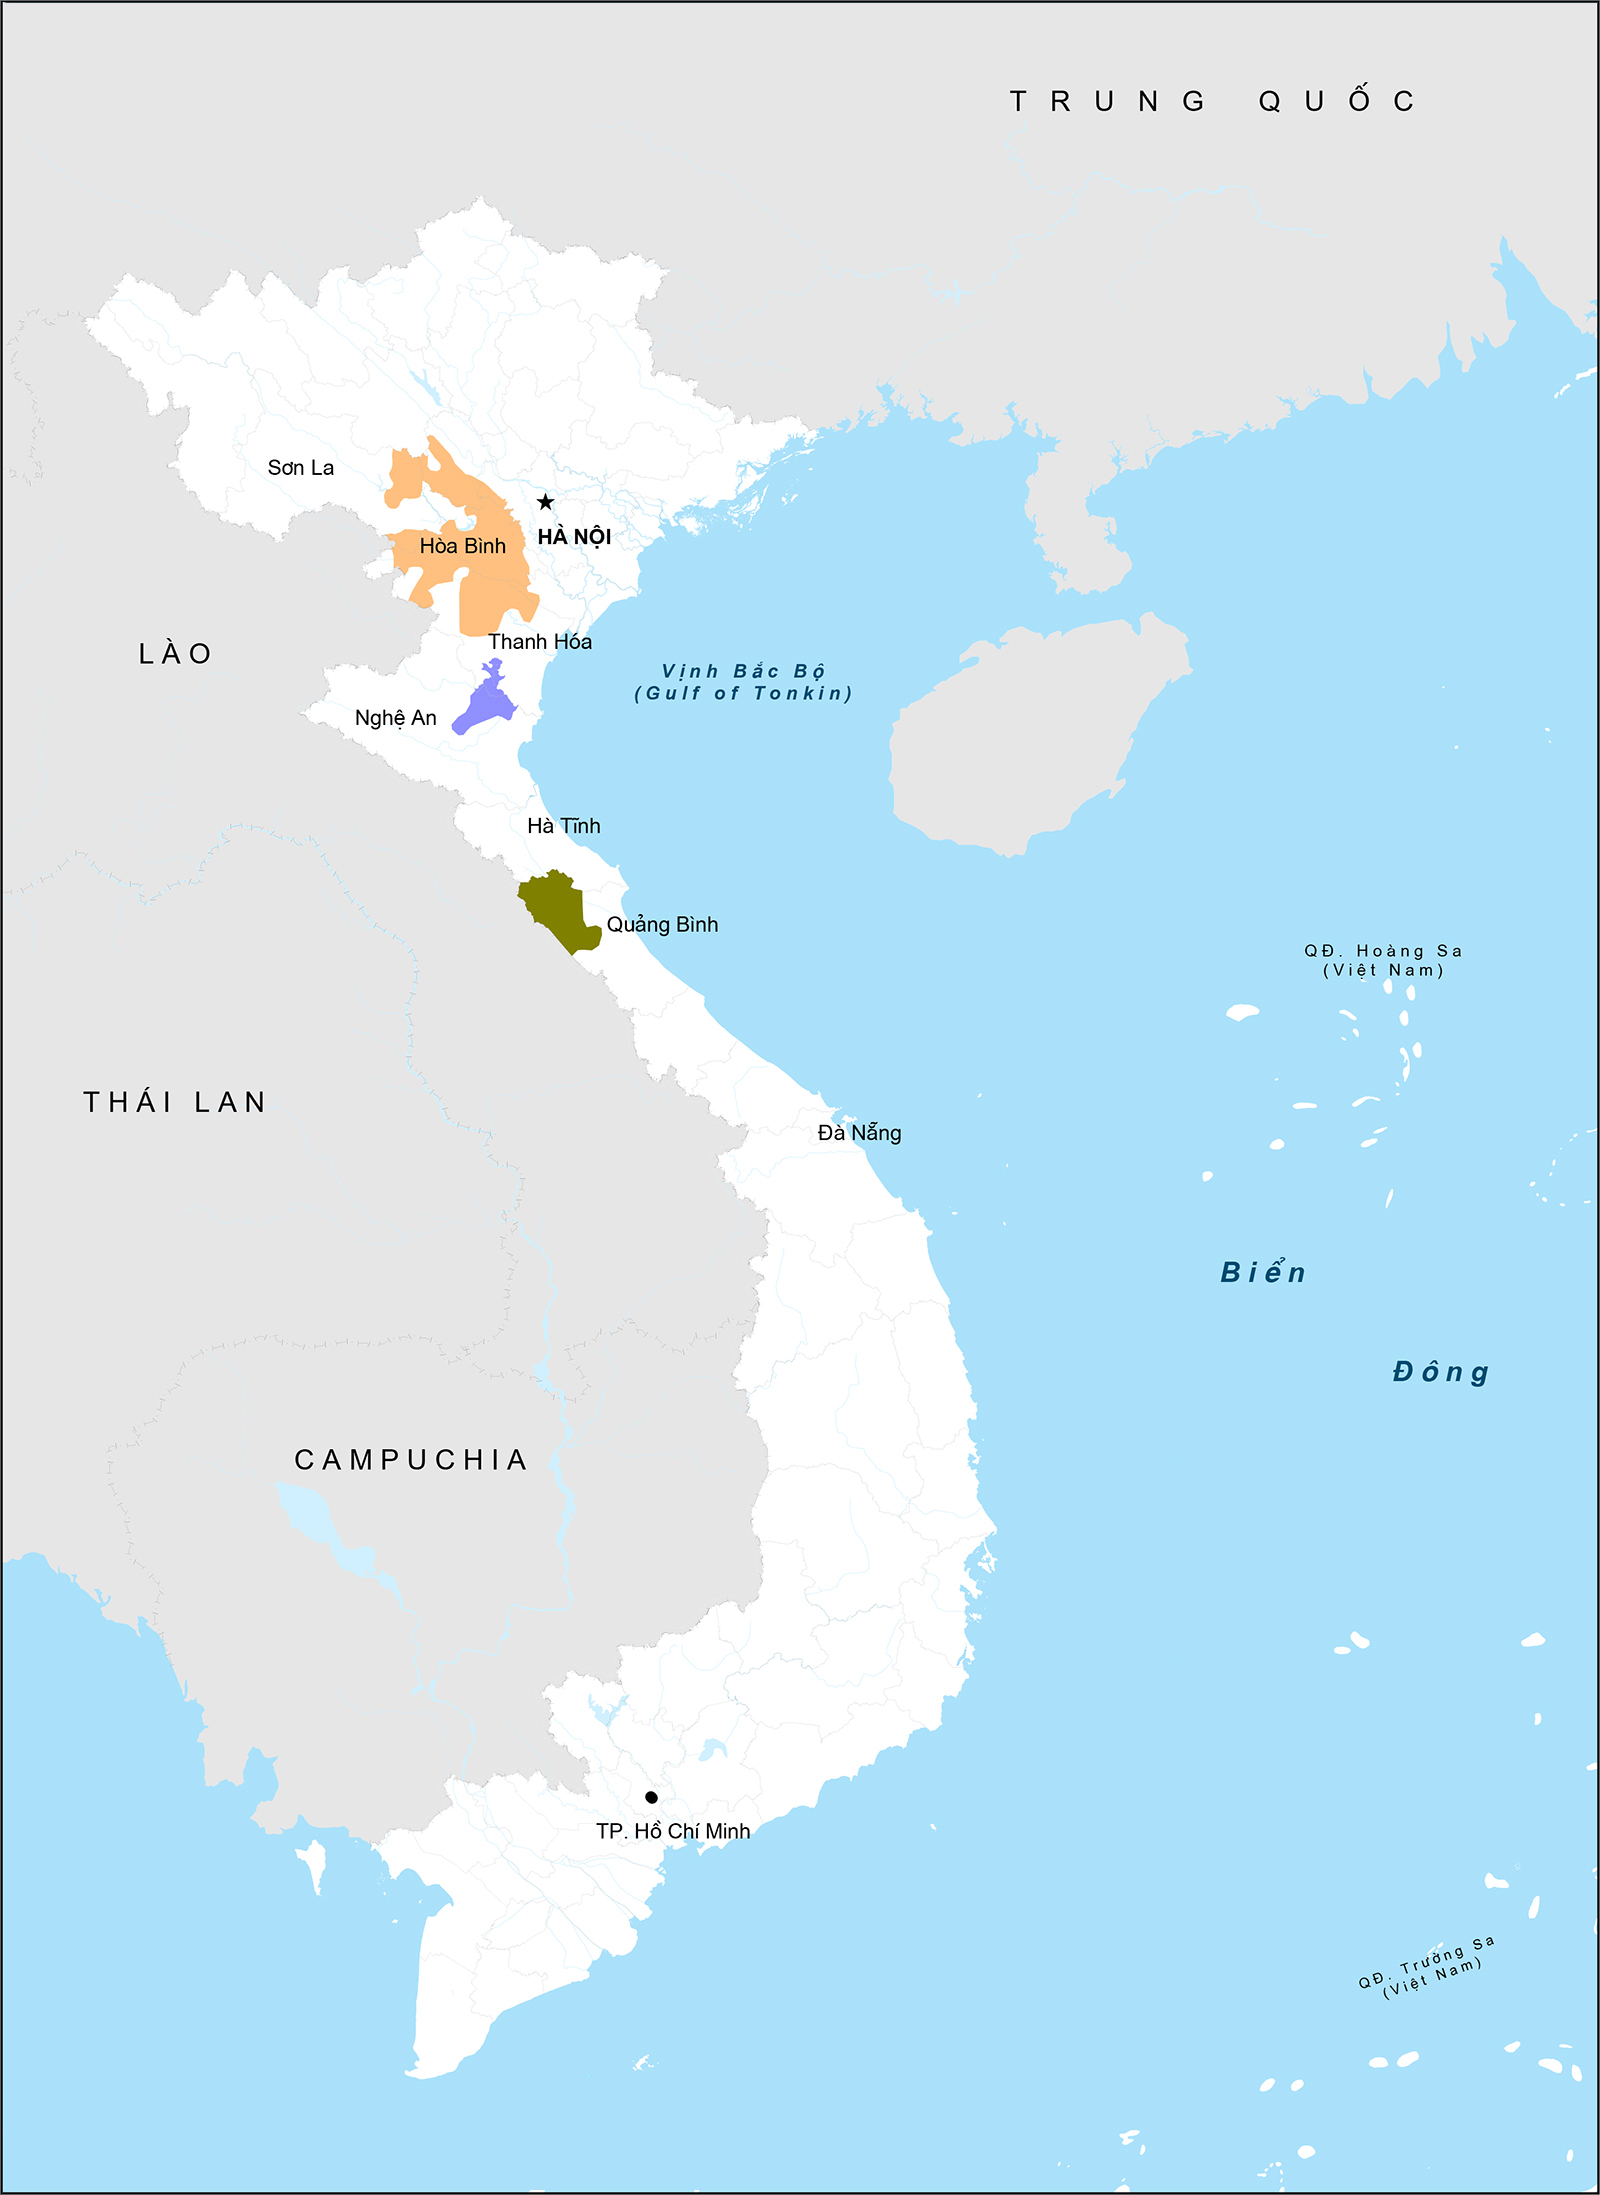 TRUNG QUỐC
Sơn La
HÀ NỘI
Hòa Bình
Thanh Hóa
LÀO
Vịnh Bắc Bộ
(Gulf of Tonkin)
Nghệ An
Hà Tĩnh
Quảng Bình
QĐ. Hoàng Sa
(Việt Nam)
THÁI LAN
Đà Nẵng
Biển
Đông
CAMPUCHIA
TP. Hồ Chí Minh
QĐ. Trường Sa
(Việt Nam)